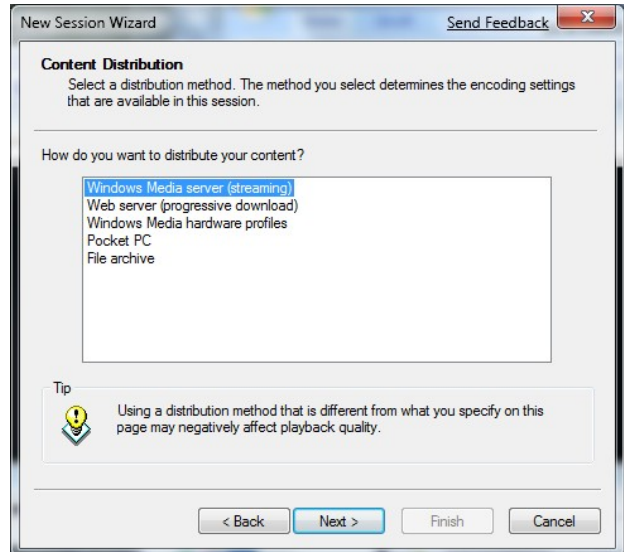 New Session Wizard Send Feedback
Content Distribution
Select a distribution method. The method you select determines the encoding settings
that are available in this session.
How do you want to distribute your content?
Windows Media server (streaming)
Web server (progressive download)
Windows Media hardware profiles
Pocket PC
File archive
Tip
Using a distribution method that is different from what you specify on this
page may negatively affect playback quality.
< Back Next > Finish Cancel